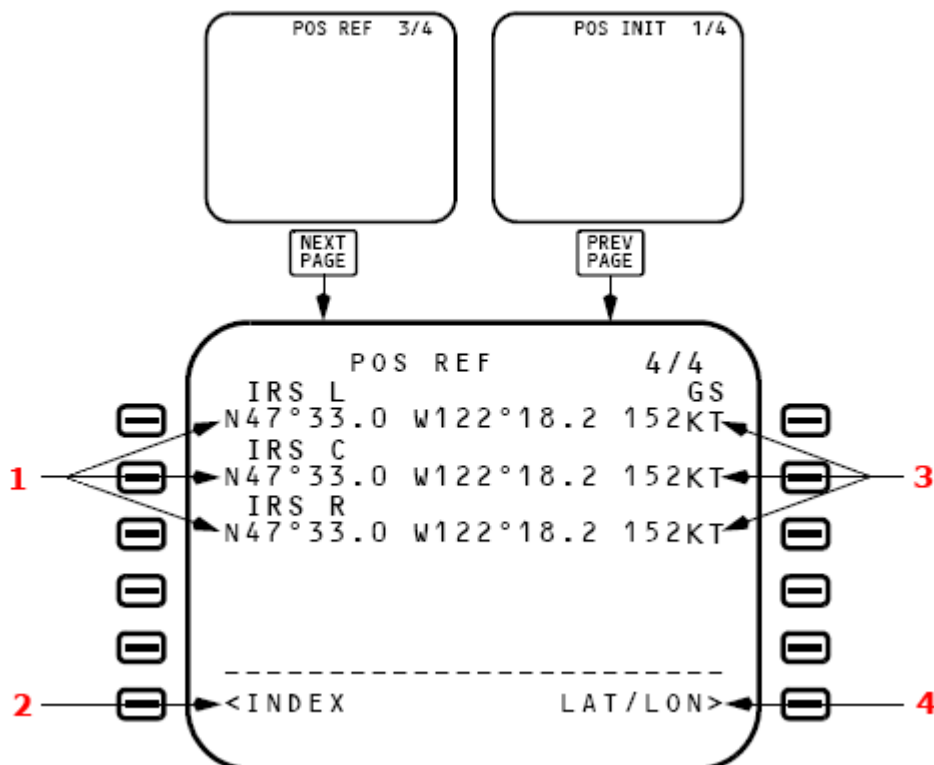 POS REF 3/4
POS INIT 1/4
NEXT
PAGE
PREV
PAGE
POS REF 4/4
IRS L GS
N47°33.0 W122°18.2 152KT
IRS C
1 N47°33.0 W122°18.2 152KT 3
IRS R
N47°33.0 W122°18.2 152KT
2 <INDEX LAT/LON> 4